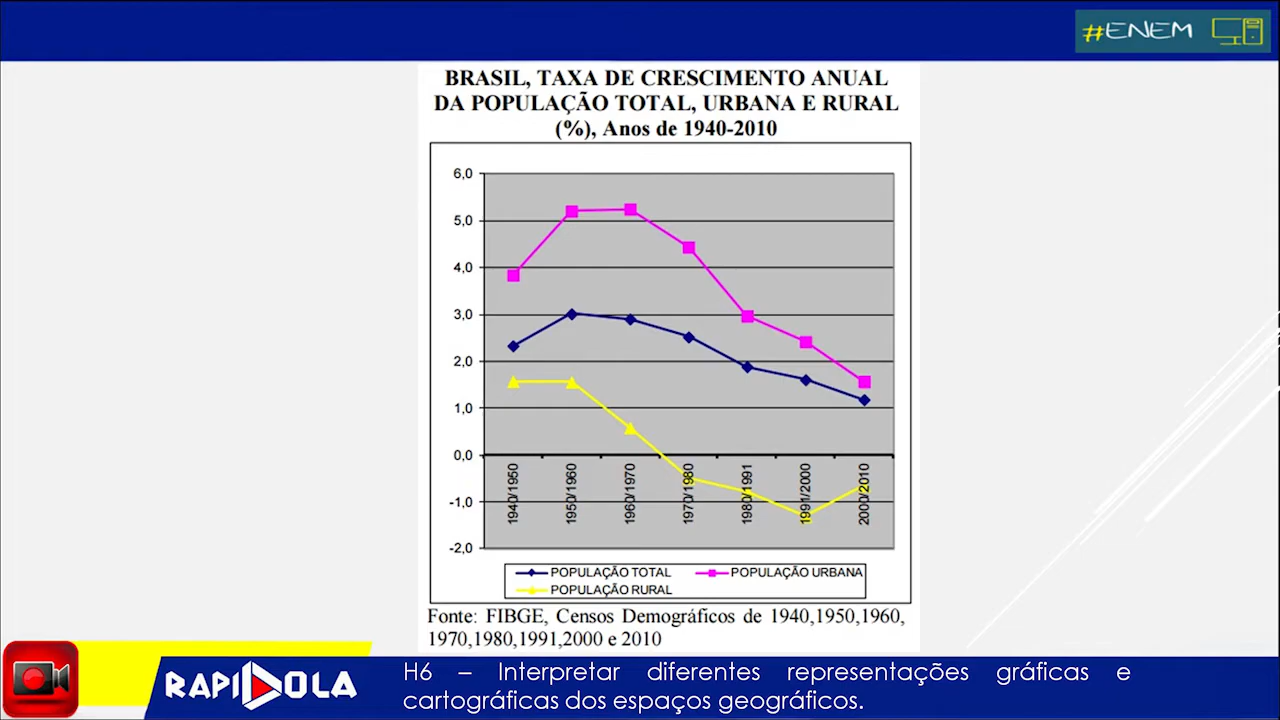 #ENEM
BRASIL, TAXA DE CRESCIMENTO ANUAL
DA POPULAÇÃO TOTAL, URBANA E RURAL
(%), Anos de 1940-2010
6,0
5,0
4,0
3,0
2,0
1,0
0,0
-1,0
-2,0
1940/1950
1950/1960
1960/1970
1970/1980
1980/1991
1991/2000
2000/2010
POPULAÇÃO TOTAL
POPULAÇÃO URBANA
POPULAÇÃO RURAL
Fonte: FIBGE, Censos Demográficos de 1940,1950,1960,
1970,1980,1991,2000 e 2010
RAPIDOLA
H6 – Interpretar diferentes representações gráficas e
cartográficas dos espaços geográficos.